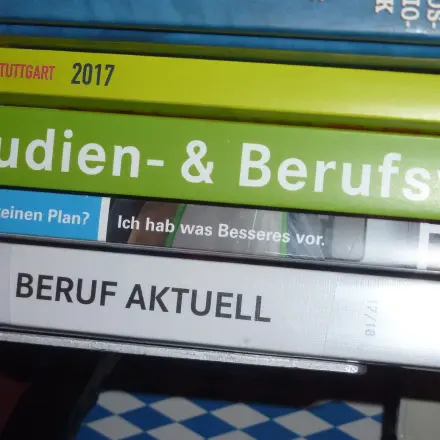 TUTTGART 2017
udien- & Berufs
einen Plan? Ich hab was Besseres vor.
BERUF AKTUELL
17/18